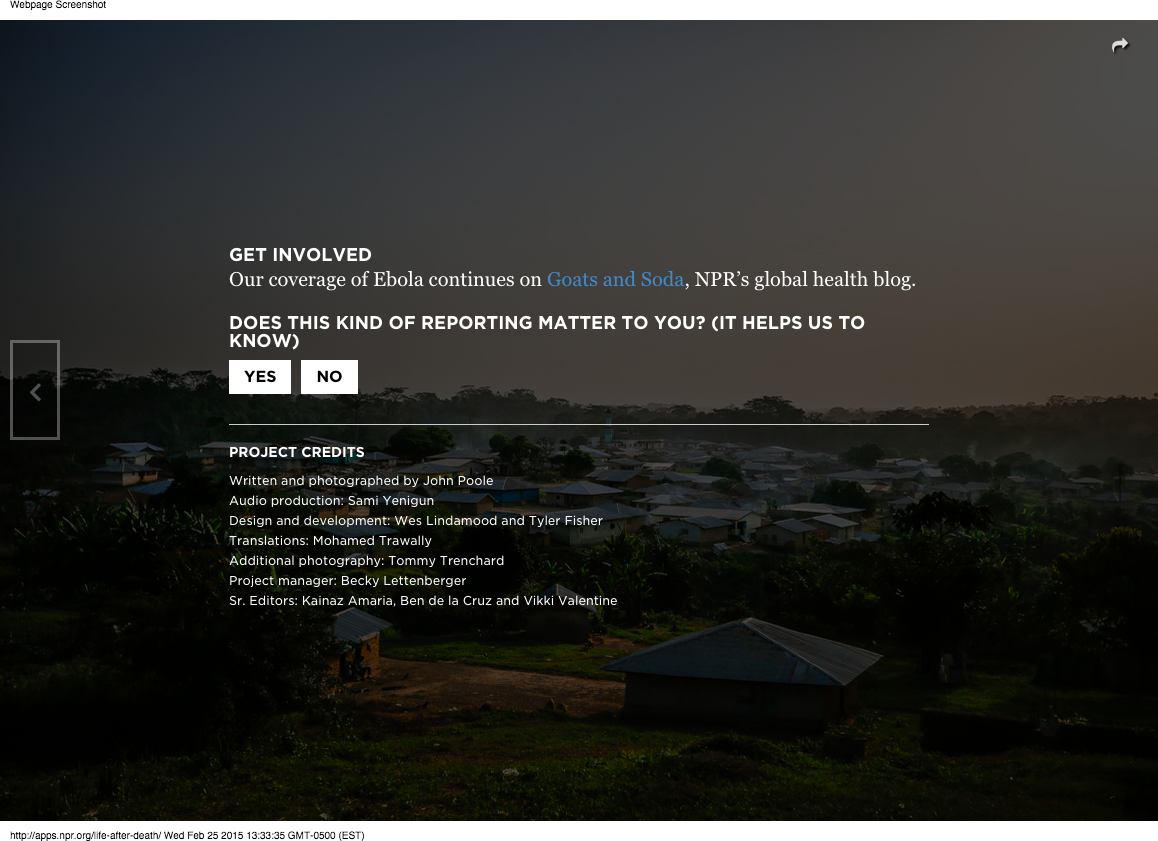 Webpage Screenshot
GET INVOLVED
Our coverage of Ebola continues on Goats and Soda, NPR’s global health blog.
DOES THIS KIND OF REPORTING MATTER TO YOU? (IT HELPS US TO
KNOW)
YES NO
PROJECT CREDITS
Written and photographed by John Poole
Audio production: Sami Yenigun
Design and development: Wes Lindamood and Tyler Fisher
Translations: Mohamed Trawally
Additional photography: Tommy Trenchard
Project manager: Becky Lettenberger
Sr. Editors: Kainaz Amaria, Ben de la Cruz and Vikki Valentine
http://apps.npr.org/life-after-death/ Wed Feb 25 2015 13:33:35 GMT-0500 (EST)